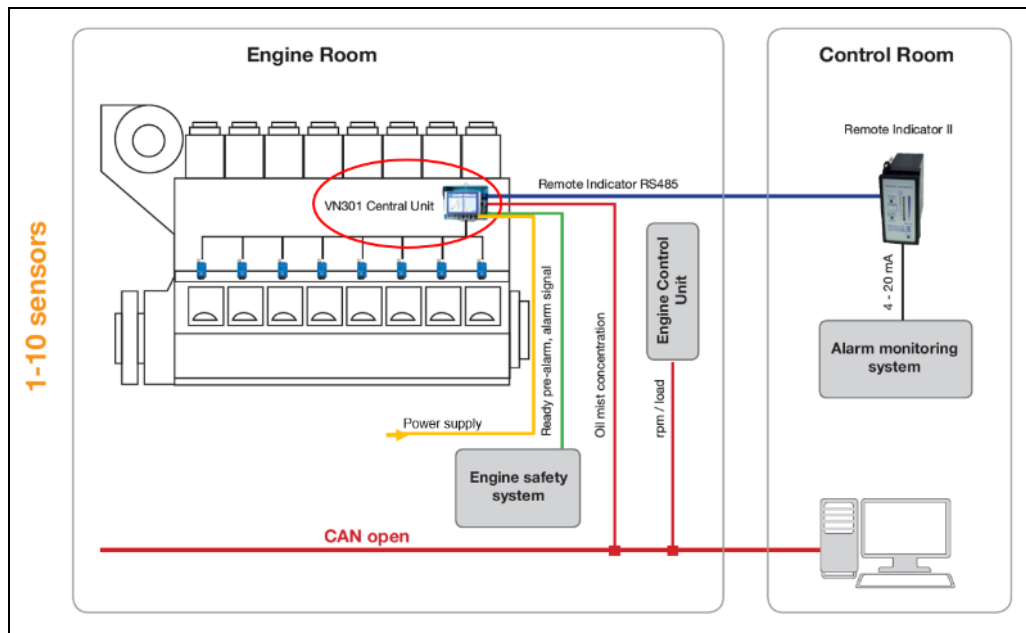 Engine Room
Control Room
Remote Indicator II
Remote Indicator RS485
VN301 Central Unit
1-10 sensors
Engine Control
Unit
4 - 20 mA
Alarm monitoring
system
Ready pre-alarm, alarm signal
Oil mist concentration
rpm / load
Power supply
Engine safety
system
CAN open